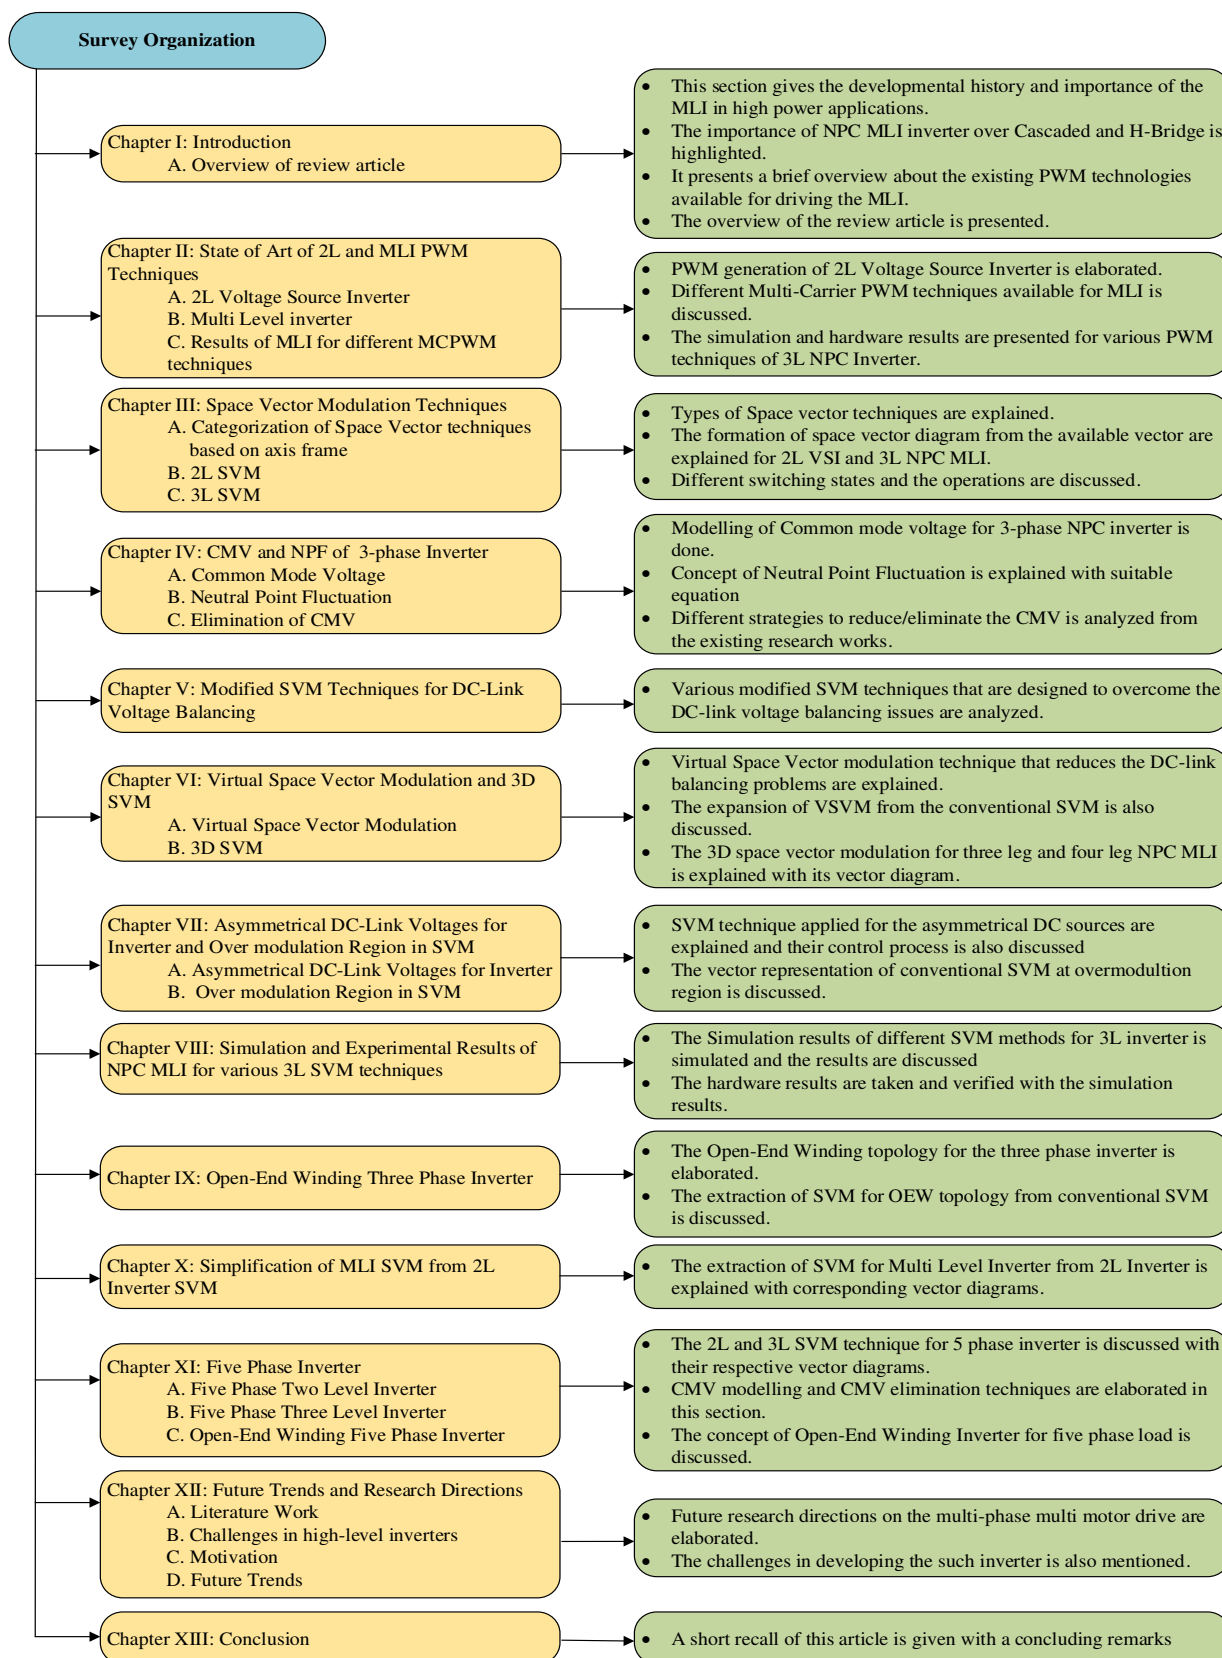 Survey Organization
Chapter I: Introduction
A. Overview of review article
• This section gives the developmental history and importance of the
MLI in high power applications.
• The importance of NPC MLI inverter over Cascaded and H-Bridge is
highlighted.
• It presents a brief overview about the existing PWM technologies
available for driving the MLI.
• The overview of the review article is presented.
Chapter II: State of Art of 2L and MLI PWM
Techniques
A. 2L Voltage Source Inverter
B. Multi Level inverter
C. Results of MLI for different MCPWM
techniques
• PWM generation of 2L Voltage Source Inverter is elaborated.
• Different Multi-Carrier PWM techniques available for MLI is
discussed.
• The simulation and hardware results are presented for various PWM
techniques of 3L NPC Inverter.
Chapter III: Space Vector Modulation Techniques
A. Categorization of Space Vector techniques
based on axis frame
B. 2L SVM
C. 3L SVM
• Types of Space vector techniques are explained.
• The formation of space vector diagram from the available vector are
explained for 2L VSI and 3L NPC MLI.
• Different switching states and the operations are discussed.
Chapter IV: CMV and NPF of 3-phase Inverter
A. Common Mode Voltage
B. Neutral Point Fluctuation
C. Elimination of CMV
• Modelling of Common mode voltage for 3-phase NPC inverter is
done.
• Concept of Neutral Point Fluctuation is explained with suitable
equation
• Different strategies to reduce/eliminate the CMV is analyzed from
the existing research works.
Chapter V: Modified SVM Techniques for DC-Link
Voltage Balancing
• Various modified SVM techniques that are designed to overcome the
DC-link voltage balancing issues are analyzed.
Chapter VI: Virtual Space Vector Modulation and 3D
SVM
A. Virtual Space Vector Modulation
B. 3D SVM
• Virtual Space Vector modulation technique that reduces the DC-link
balancing problems are explained.
• The expansion of VSVM from the conventional SVM is also
discussed.
• The 3D space vector modulation for three leg and four leg NPC MLI
is explained with its vector diagram.
Chapter VII: Asymmetrical DC-Link Voltages for
Inverter and Over modulation Region in SVM
A. Asymmetrical DC-Link Voltages for Inverter
B. Over modulation Region in SVM
• SVM technique applied for the asymmetrical DC sources are
explained and their control process is also discussed
• The vector representation of conventional SVM at overmodultion
region is discussed.
Chapter VIII: Simulation and Experimental Results of
NPC MLI for various 3L SVM techniques
• The Simulation results of different SVM methods for 3L inverter is
simulated and the results are discussed
• The hardware results are taken and verified with the simulation
results.
Chapter IX: Open-End Winding Three Phase Inverter
• The Open-End Winding topology for the three phase inverter is
elaborated.
• The extraction of SVM for OEW topology from conventional SVM
is discussed.
Chapter X: Simplification of MLI SVM from 2L
Inverter SVM
• The extraction of SVM for Multi Level Inverter from 2L Inverter is
explained with corresponding vector diagrams.
Chapter XI: Five Phase Inverter
A. Five Phase Two Level Inverter
B. Five Phase Three Level Inverter
C. Open-End Winding Five Phase Inverter
• The 2L and 3L SVM technique for 5 phase inverter is discussed with
their respective vector diagrams.
• CMV modelling and CMV elimination techniques are elaborated in
this section.
• The concept of Open-End Winding Inverter for five phase load is
discussed.
Chapter XII: Future Trends and Research Directions
A. Literature Work
B. Challenges in high-level inverters
C. Motivation
D. Future Trends
• Future research directions on the multi-phase multi motor drive are
elaborated.
• The challenges in developing the such inverter is also mentioned.
Chapter XIII: Conclusion
• A short recall of this article is given with a concluding remarks